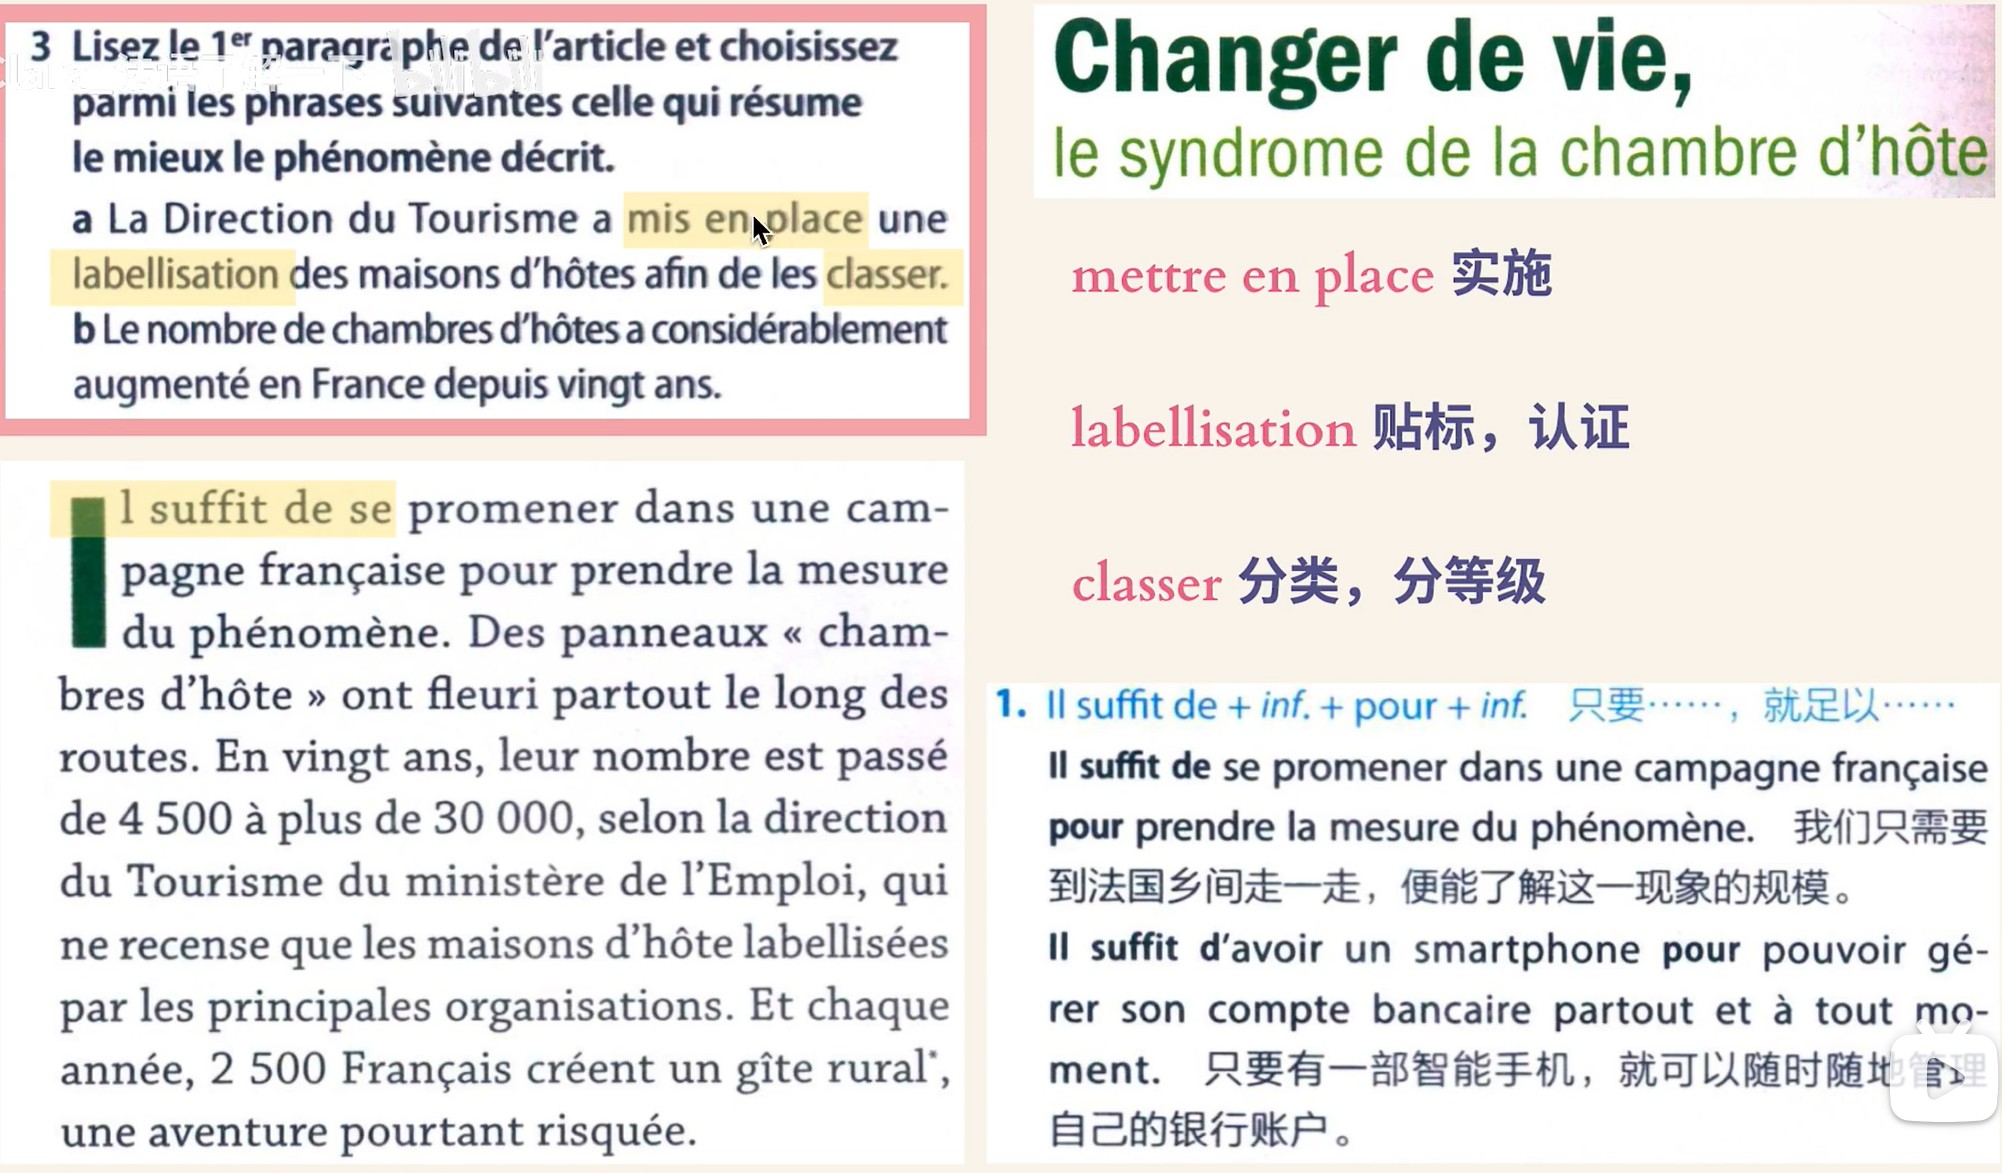 3 Lisez le 1er paragraphe de l'article et choisissez
parmi les phrases suivantes celle qui résume
le mieux le phénomène décrit.
a La Direction du Tourisme a mis en place une
labellisation des maisons d'hôtes afin de les classer.
b Le nombre de chambres d'hôtes a considérablement
augmenté en France depuis vingt ans.
Il suffit de se promener dans une cam-
pagne française pour prendre la mesure
du phénomène. Des panneaux « cham-
bres d'hôte » ont fleuri partout le long des
routes. En vingt ans, leur nombre est passé
de 4 500 à plus de 30 000, selon la direction
du Tourisme du ministère de l'Emploi, qui
ne recense que les maisons d'hôte labellisées
par les principales organisations. Et chaque
année, 2 500 Français créent un gîte rural*,
une aventure pourtant risquée.
Changer de vie,
le syndrome de la chambre d'hôte
mettre en place 实施
labellisation 贴标，认证
classer 分类，分等级
1. Il suffit de + inf. + pour + inf. 只要……，就足以……
Il suffit de se promener dans une campagne française
pour prendre la mesure du phénomène. 我们只需要
到法国乡间走一走，便能了解这一现象的规模。
Il suffit d'avoir un smartphone pour pouvoir gé-
rer son compte bancaire partout et à tout mo-
ment. 只要有一部智能手机，就可以随时随地管理
自己的银行账户。